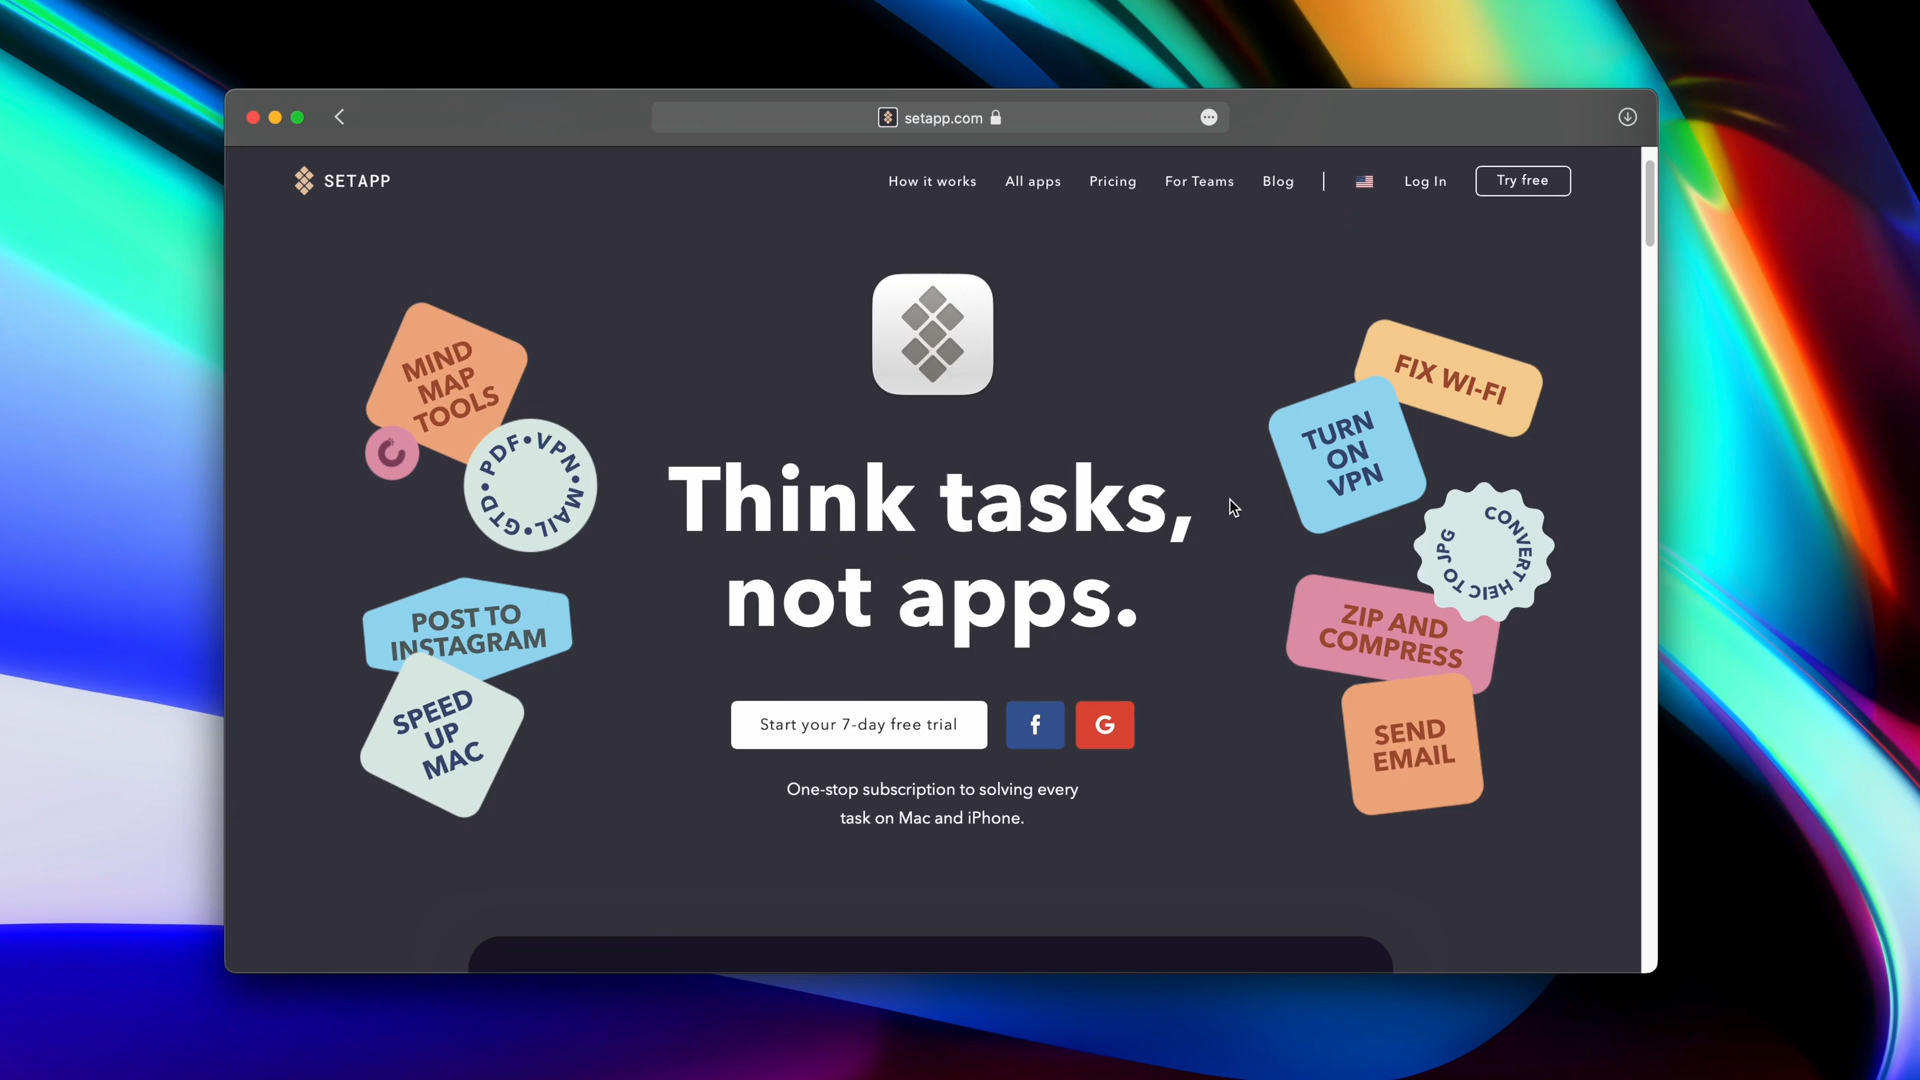 setapp.com
SETAPP
How it works
All apps
Pricing
For Teams
Blog
Log In
Try free
MIND
MAP
TOOLS
PDF•VPN•MAIL•GTD•
POST TO
INSTAGRAM
SPEED
UP
MAC
Think tasks,
not apps.
Start your 7-day free trial
f
G
One-stop subscription to solving every
task on Mac and iPhone.
FIX WI-FI
TURN
ON
VPN
CONVERT HEIC TO JPG
ZIP AND
COMPRESS
SEND
EMAIL